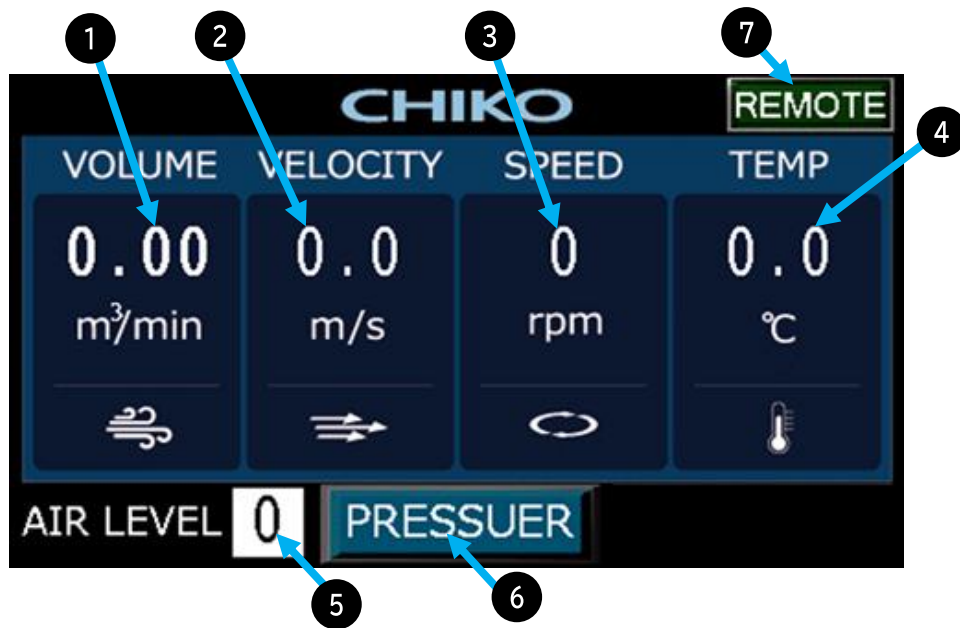 1 2 3 7
CHIKO REMOTE
4
VOLUME VELOCITY SPEED TEMP
0.00 0.0 0 0.0
m³/min m/s rpm ℃
AIR LEVEL 0 PRESSUER
5 6